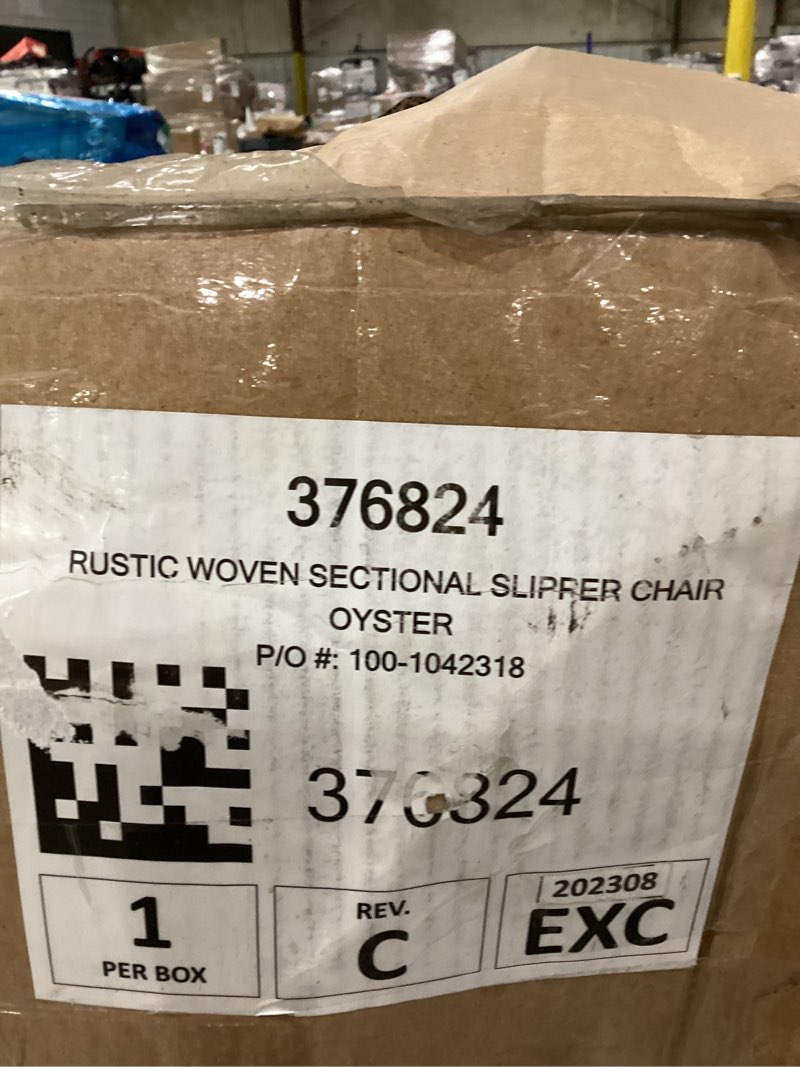 376824
RUSTIC WOVEN SECTIONAL SLIPPER CHAIR
OYSTER
P/O #: 100-1042318
376824
1
PER BOX
REV.
C
202308
EXC